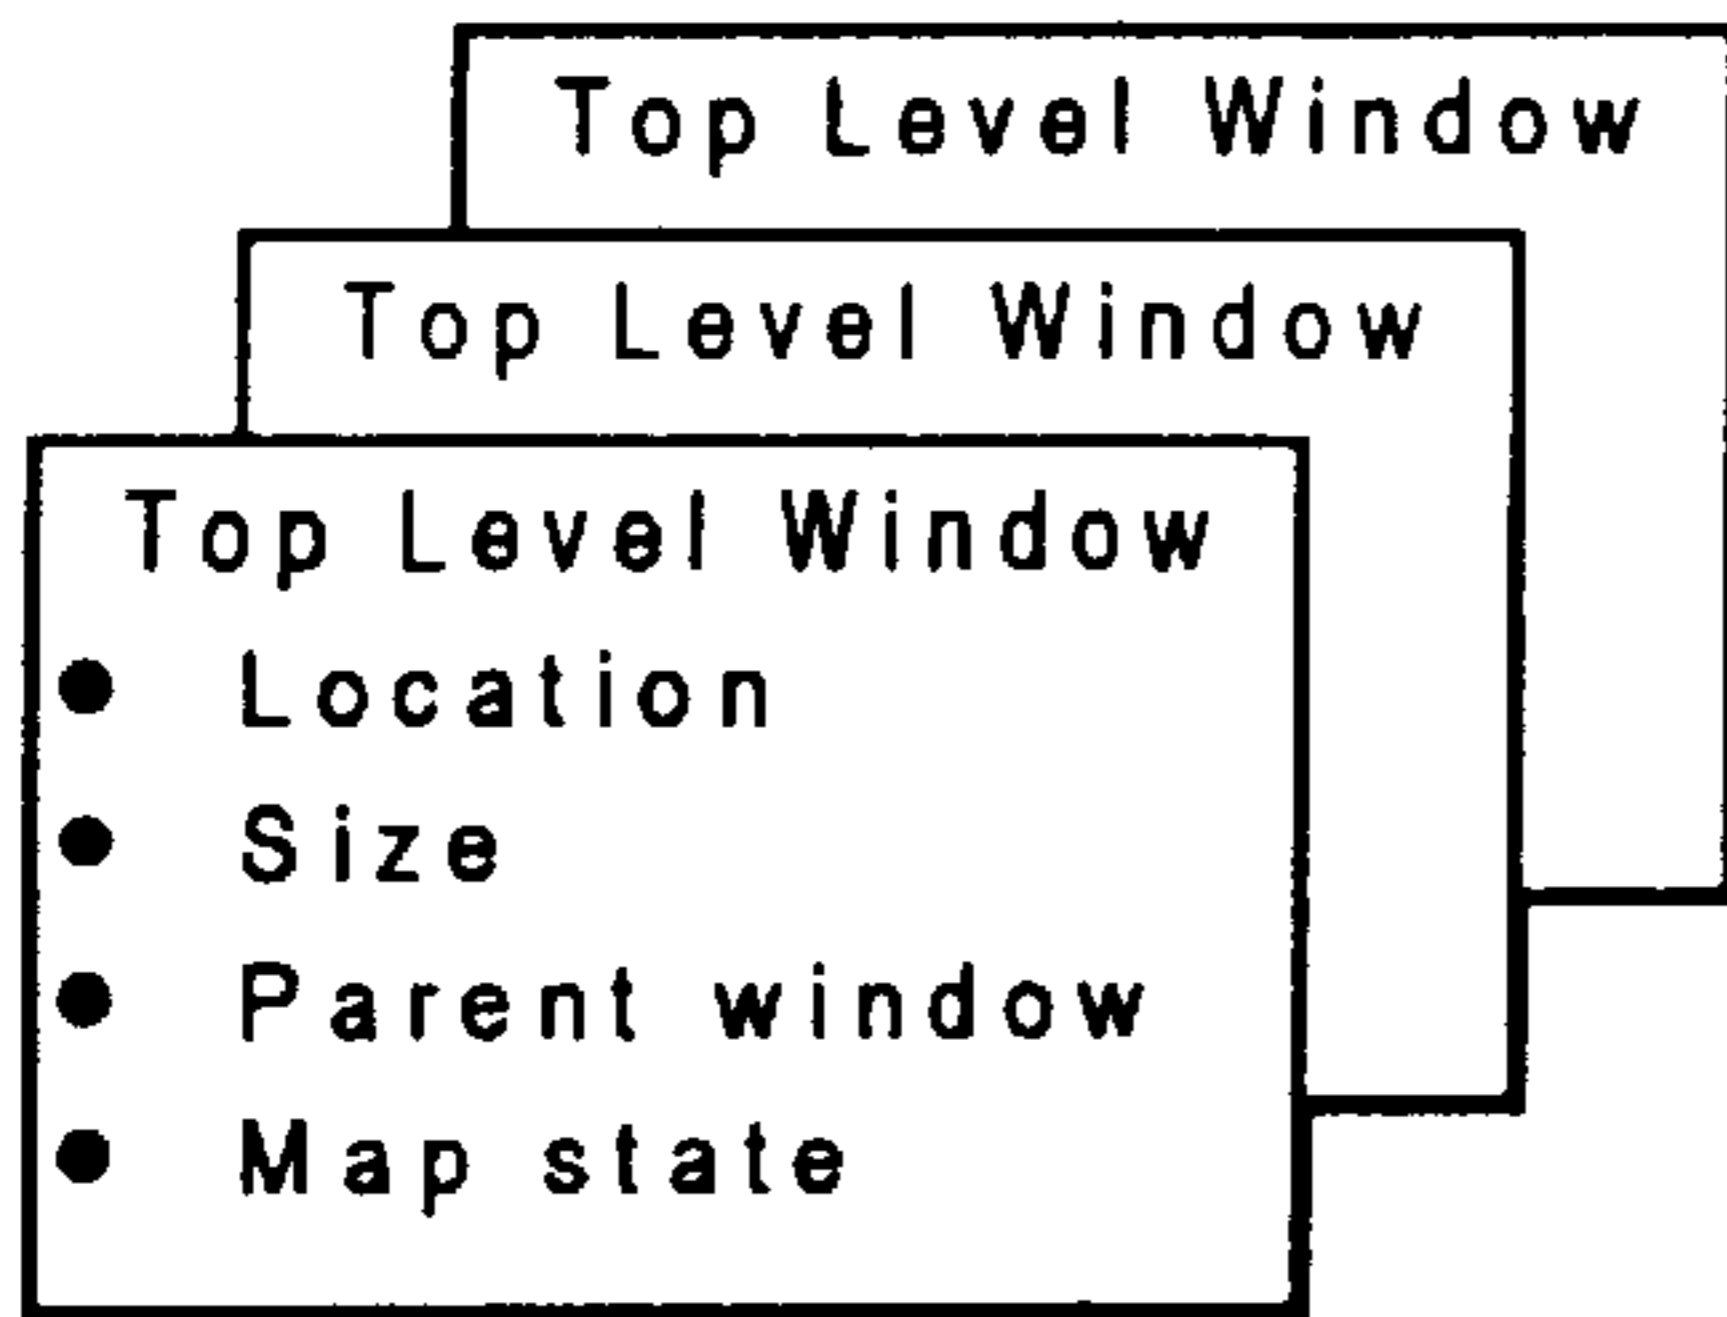 Top Level Window
Top Level Window
Top Level Window
● Location
● Size
● Parent window
● Map state